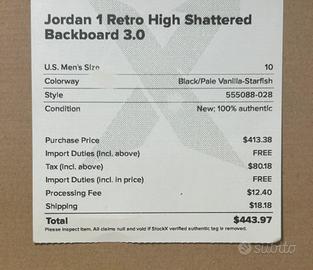 Jordan 1 Retro High Shattered
Backboard 3.0
U.S. Men's Size 10
Colorway Black/Pale Vanilla-Starfish
Style 555088-028
Condition New; 100% authentic
Purchase Price $413.38
Import Duties (Incl. above) FREE
Tax (Incl. above) $80.18
Import Duties (incl. in price) FREE
Processing Fee $12.40
Shipping $18.18
Total $443.97
Please inspect item. All claims null and void if StockX verified authentic tag is removed.
subito